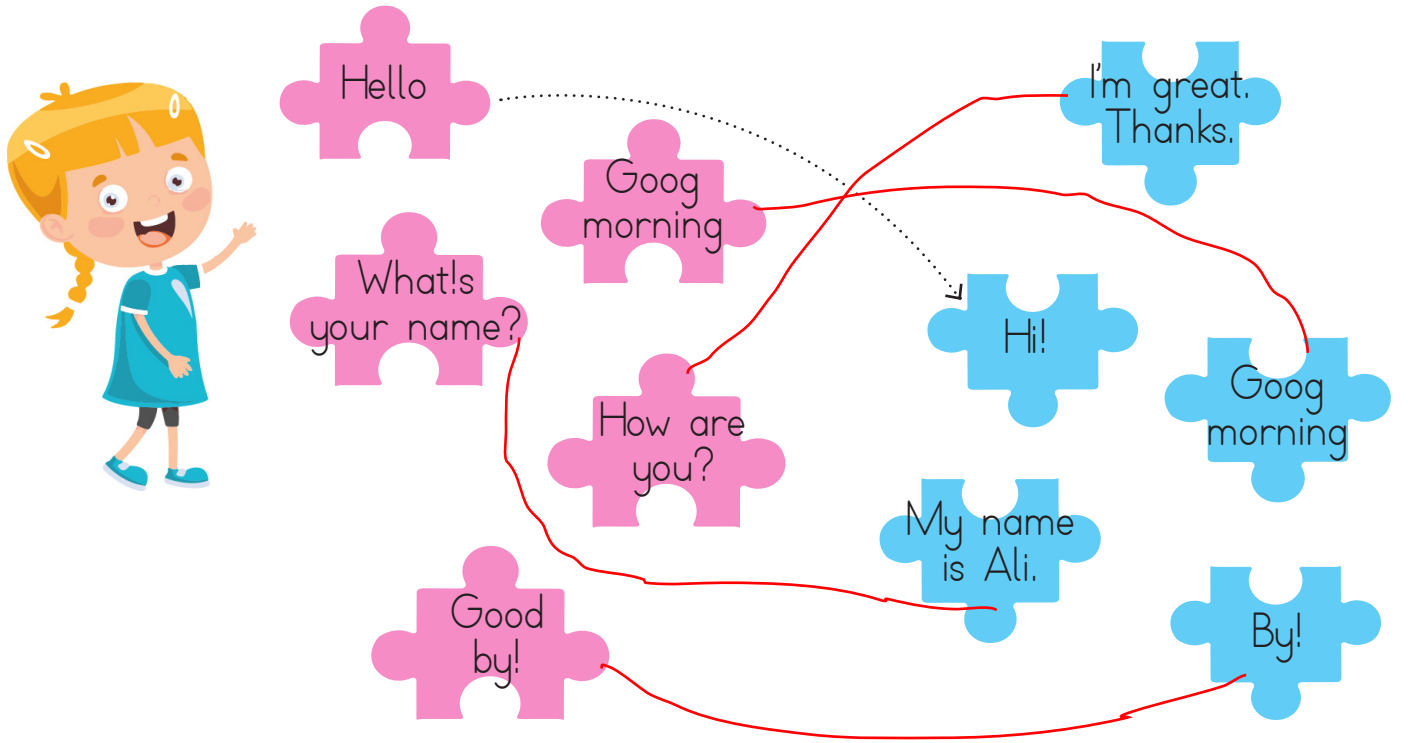 Hello
I'm great.
Thanks.
Goog
morning
What!s
your name?
Hi!
Goog
morning
How are
you?
My name
is Ali.
Good
by!
By!